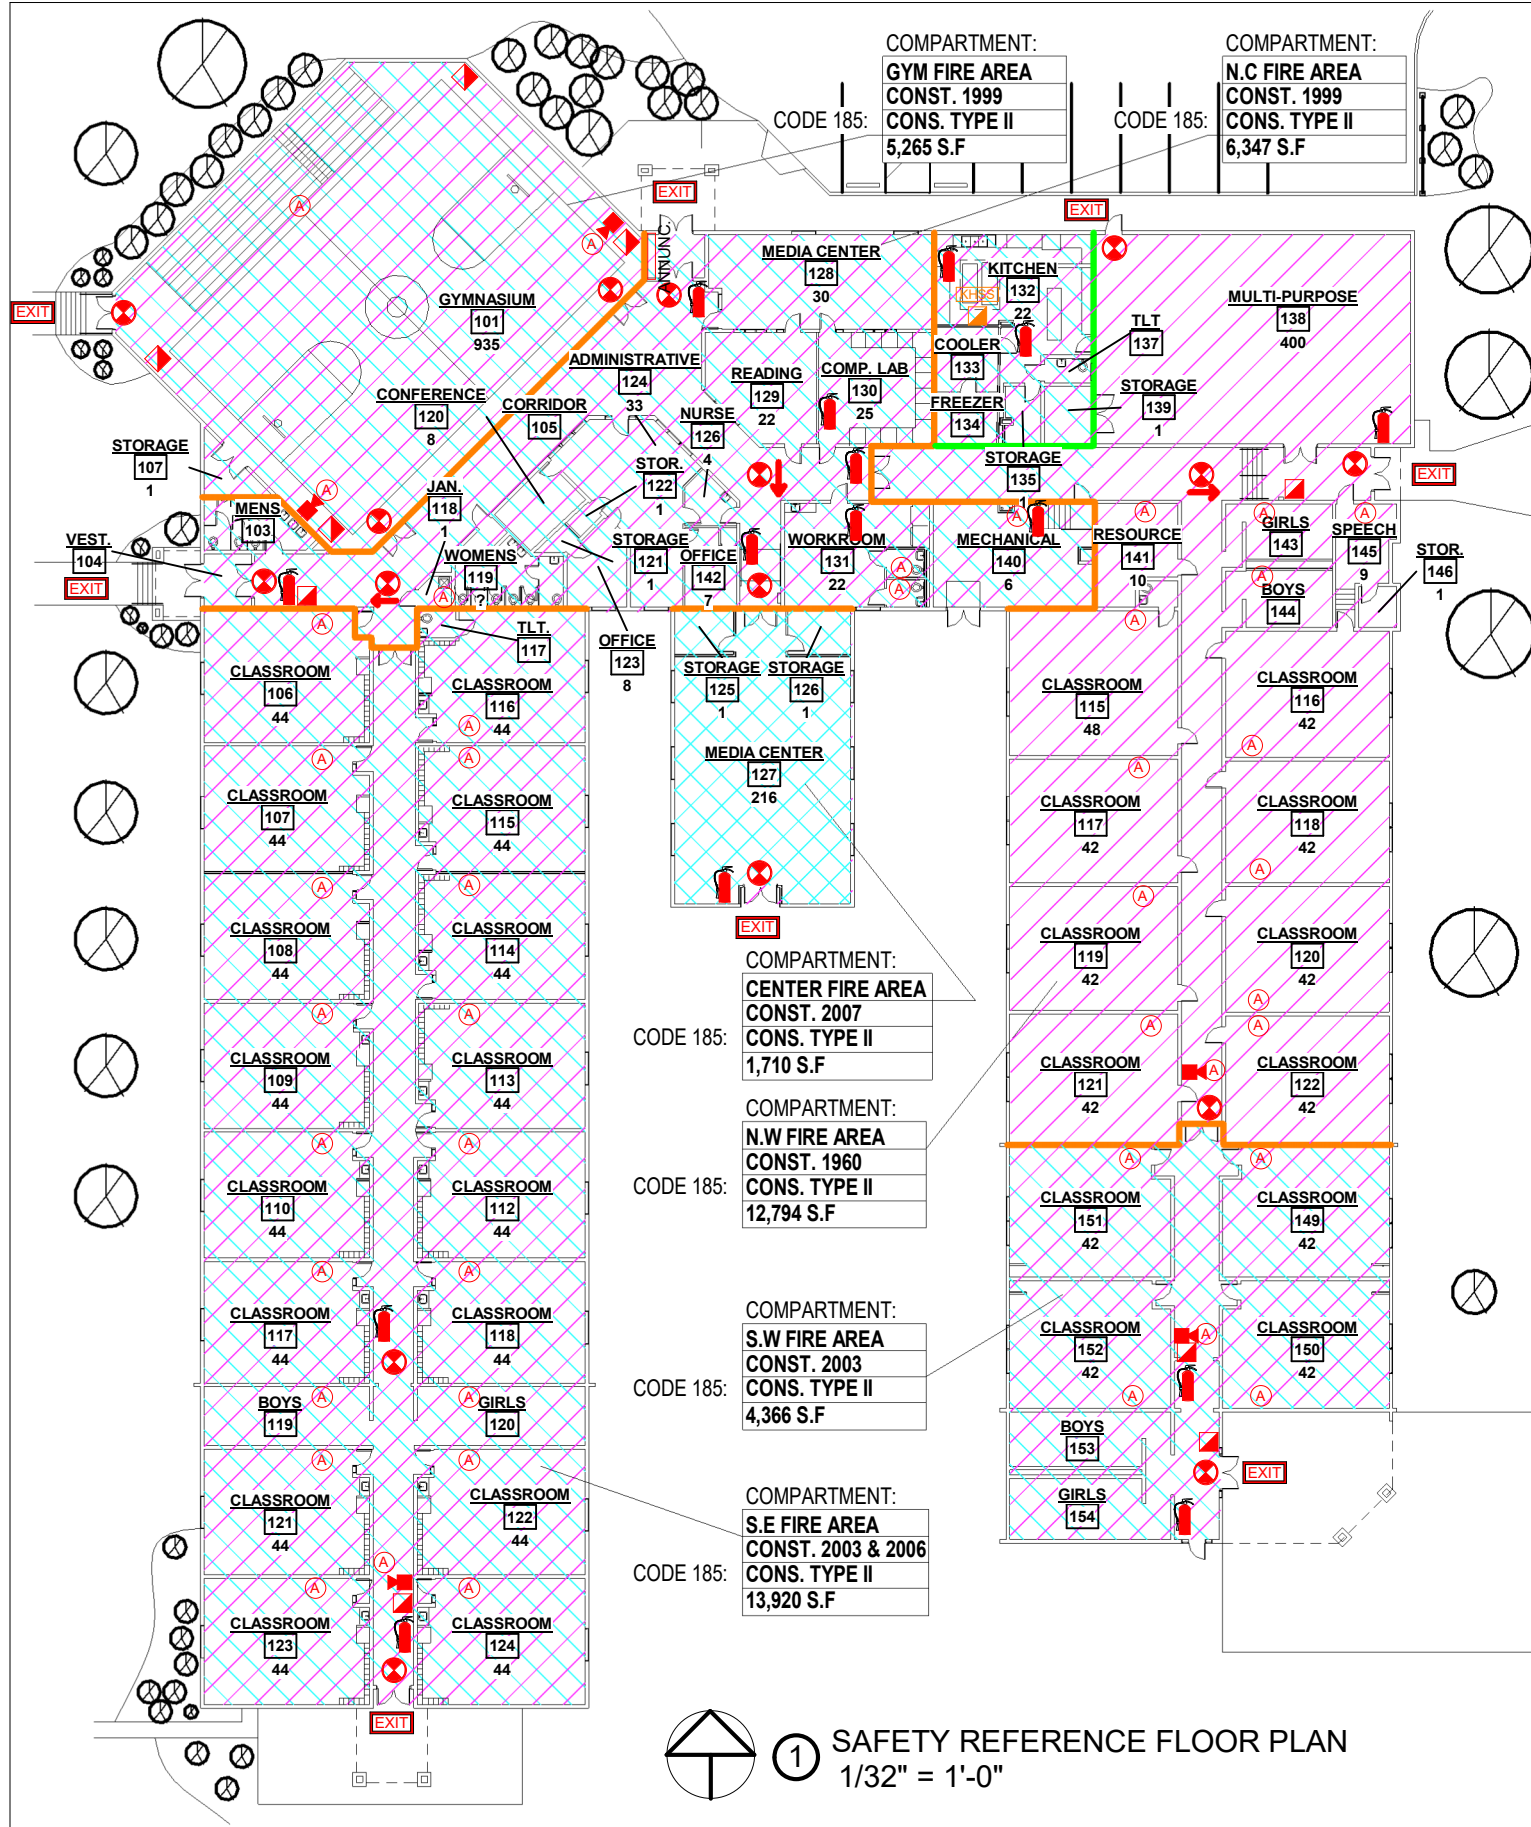 COMPARTMENT:
GYM FIRE AREA
CONST. 1999
CODE 185:
CONS. TYPE II
5,265 S.F
COMPARTMENT:
N.C FIRE AREA
CONST. 1999
CODE 185:
CONS. TYPE II
6,347 S.F
EXIT
EXIT
EXIT
ANNUNC.
GYMNASIUM
101
935
MEDIA CENTER
128
30
KITCHEN
132
22
KHSS
MULTI-PURPOSE
138
400
TLT
137
COOLER
133
FREEZER
134
STORAGE
139
1
STORAGE
135
1
ADMINISTRATIVE
124
33
READING
129
22
COMP. LAB
130
25
CONFERENCE
120
8
CORRIDOR
105
NURSE
126
4
STOR.
122
1
STORAGE
107
1
JAN.
118
1
MENS
103
VEST.
104
EXIT
WOMENS
119
?
STORAGE
121
1
OFFICE
142
7
WORKROOM
131
22
MECHANICAL
140
6
RESOURCE
141
10
GIRLS
143
SPEECH
145
9
STOR.
146
1
BOYS
144
EXIT
TLT.
117
OFFICE
123
8
STORAGE
125
1
STORAGE
126
1
MEDIA CENTER
127
216
EXIT
CLASSROOM
106
44
CLASSROOM
116
44
CLASSROOM
107
44
CLASSROOM
115
44
CLASSROOM
108
44
CLASSROOM
114
44
CLASSROOM
109
44
CLASSROOM
113
44
CLASSROOM
110
44
CLASSROOM
112
44
CLASSROOM
117
44
CLASSROOM
118
44
BOYS
119
GIRLS
120
CLASSROOM
121
44
CLASSROOM
122
44
CLASSROOM
123
44
CLASSROOM
124
44
EXIT
CLASSROOM
115
48
CLASSROOM
116
42
CLASSROOM
117
42
CLASSROOM
118
42
CLASSROOM
119
42
CLASSROOM
120
42
CLASSROOM
121
42
CLASSROOM
122
42
CLASSROOM
151
42
CLASSROOM
149
42
CLASSROOM
152
42
CLASSROOM
150
42
BOYS
153
GIRLS
154
EXIT
COMPARTMENT:
CENTER FIRE AREA
CONST. 2007
CODE 185:
CONS. TYPE II
1,710 S.F
COMPARTMENT:
N.W FIRE AREA
CONST. 1960
CODE 185:
CONS. TYPE II
12,794 S.F
COMPARTMENT:
S.W FIRE AREA
CONST. 2003
CODE 185:
CONS. TYPE II
4,366 S.F
COMPARTMENT:
S.E FIRE AREA
CONST. 2003 & 2006
CODE 185:
CONS. TYPE II
13,920 S.F
1
SAFETY REFERENCE FLOOR PLAN
1/32" = 1'-0"